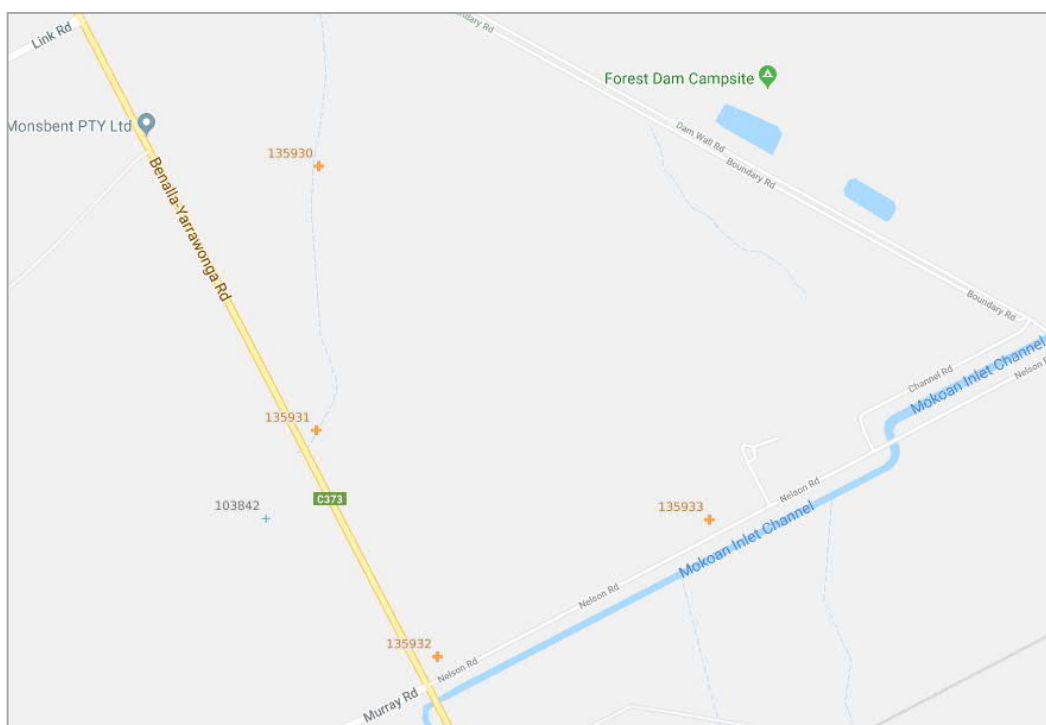 Link Rd
ndary Rd
Forest Dam Campsite
Monsbent PTY Ltd
Dam Wall Rd
135930
Boundary Rd
Benalla-Yarrawonga Rd
Boundary Rd
Mokoan Inlet Channel
Nelson R
Channel Rd
135931
C373
103842
135933
Nelson Rd
Mokoan Inlet Channel
Nelson Rd
135932
Nelson Rd
Murray Rd